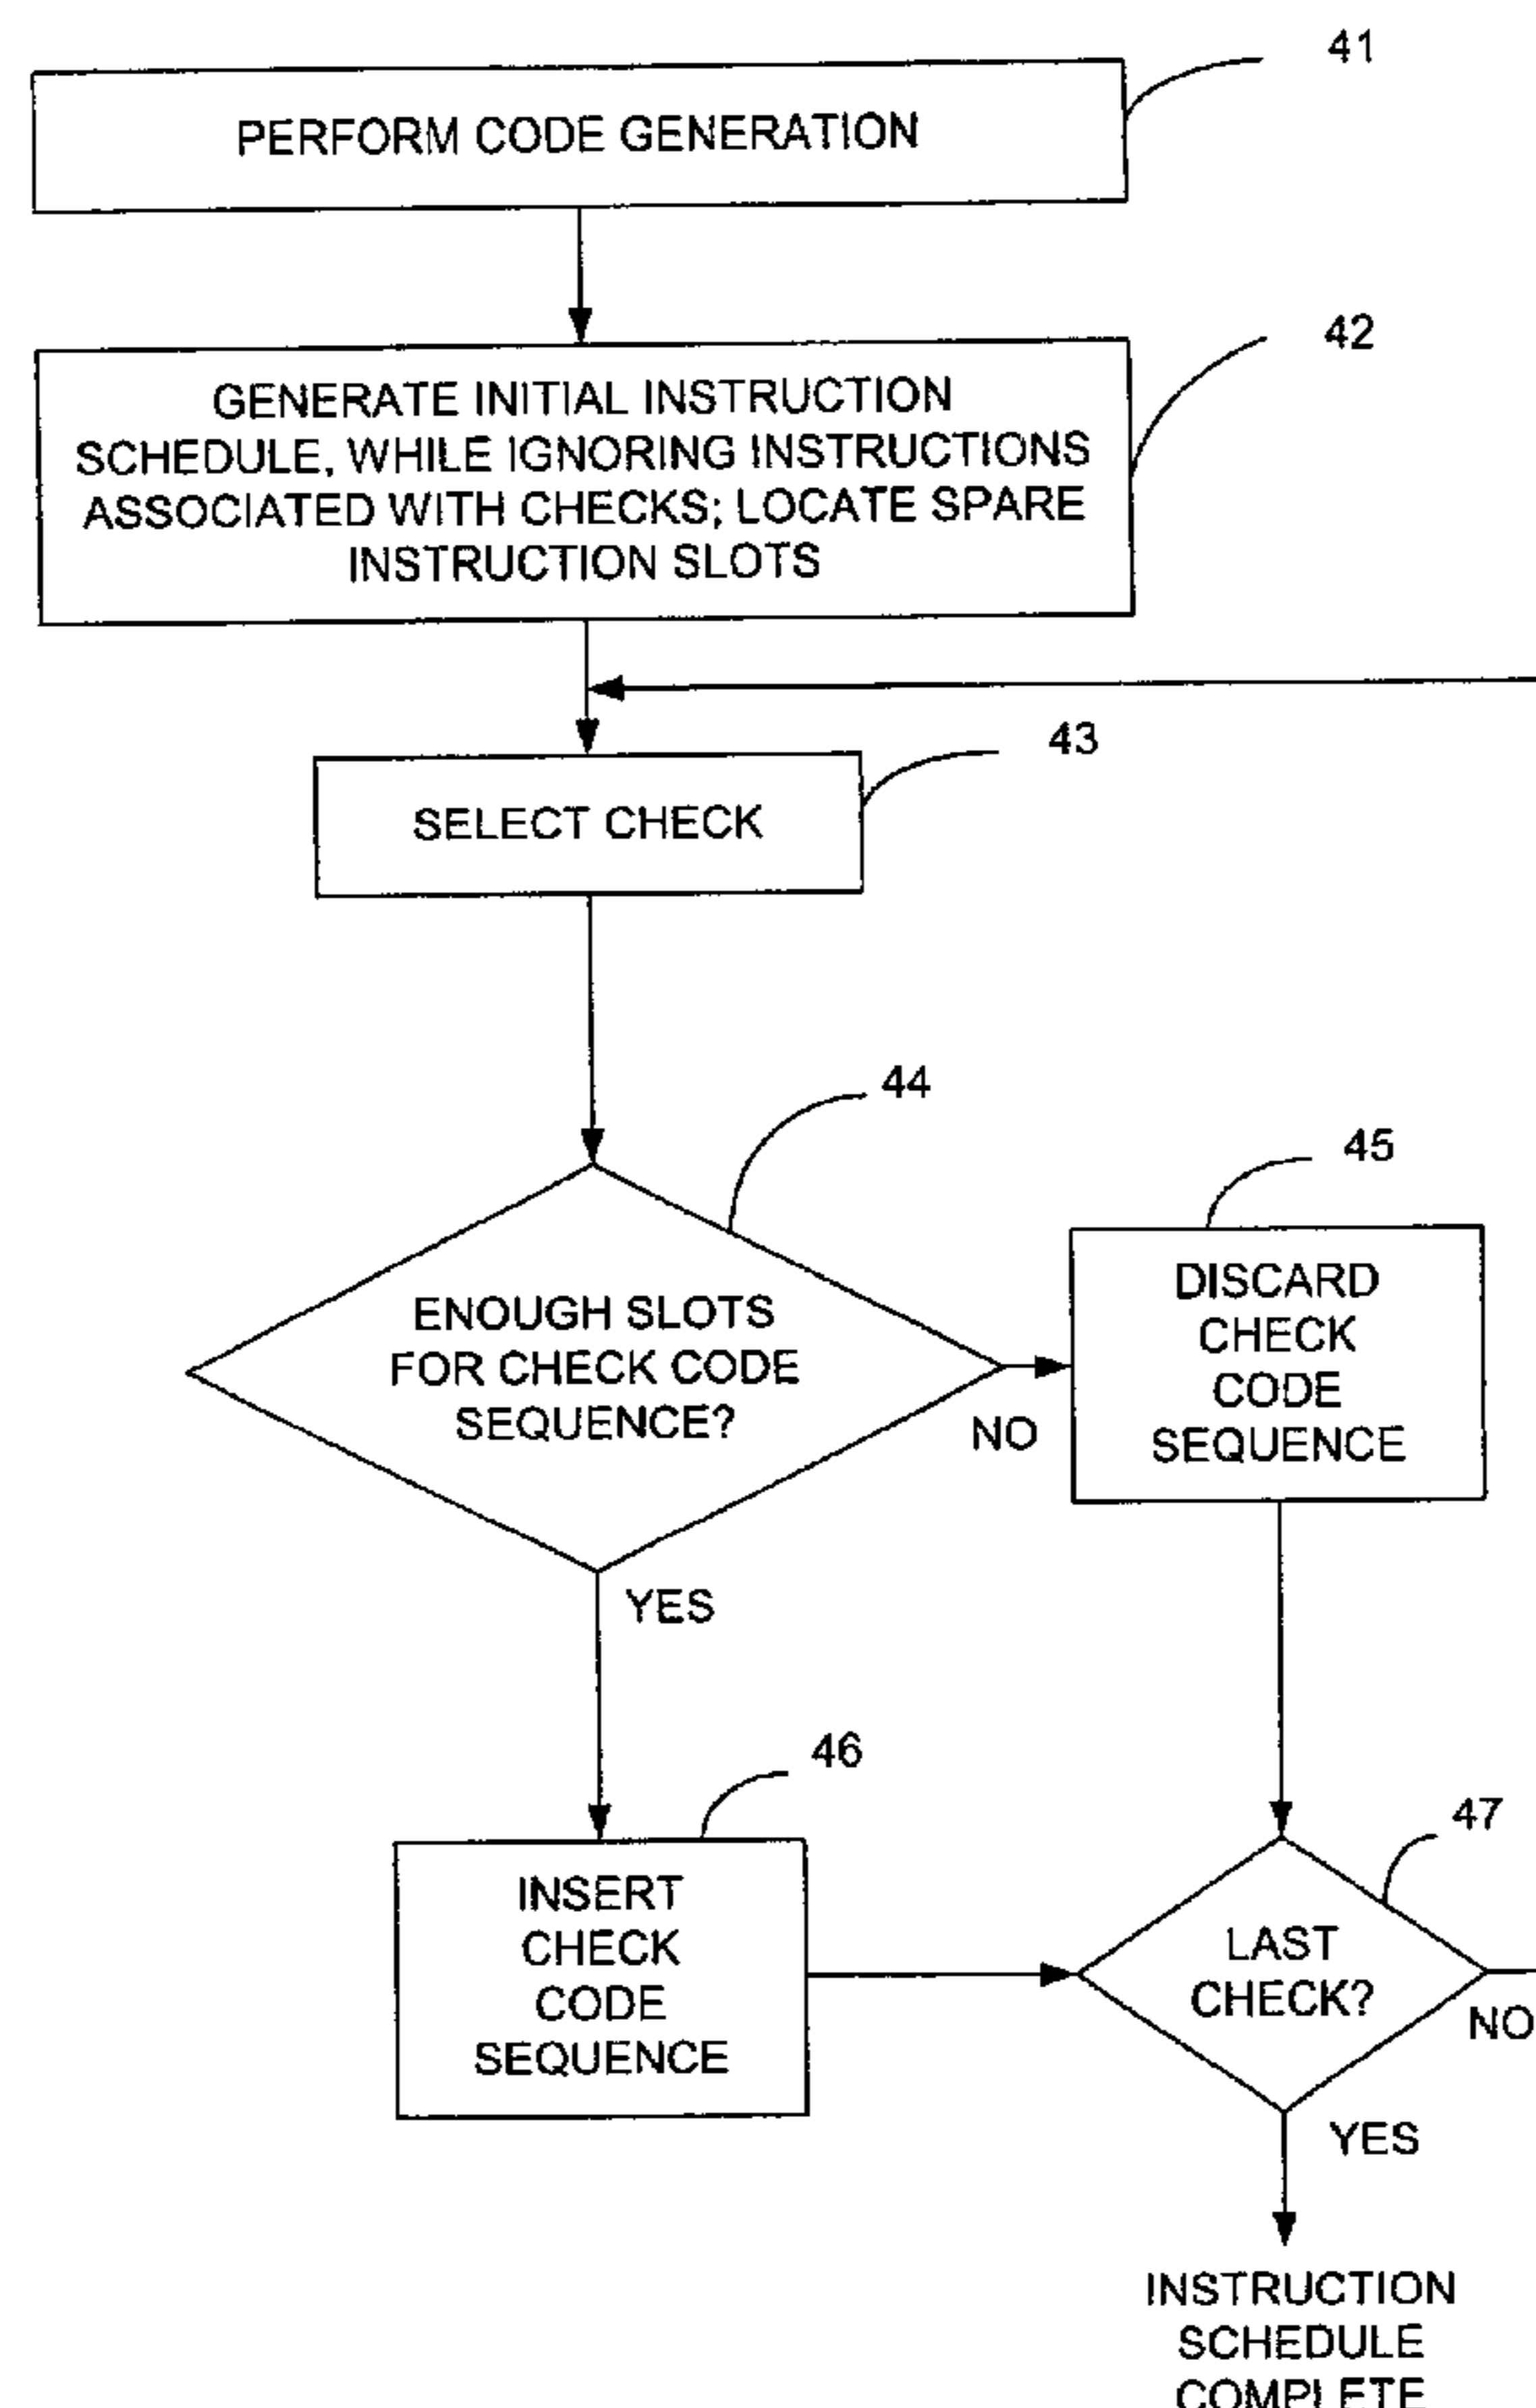 41
PERFORM CODE GENERATION
42
GENERATE INITIAL INSTRUCTION
SCHEDULE, WHILE IGNORING INSTRUCTIONS
ASSOCIATED WITH CHECKS; LOCATE SPARE
INSTRUCTION SLOTS
43
SELECT CHECK
44
ENOUGH SLOTS
FOR CHECK CODE
SEQUENCE?
NO
YES
45
DISCARD
CHECK
CODE
SEQUENCE
46
INSERT
CHECK
CODE
SEQUENCE
47
LAST
CHECK?
NO
YES
INSTRUCTION
SCHEDULE
COMPLETE